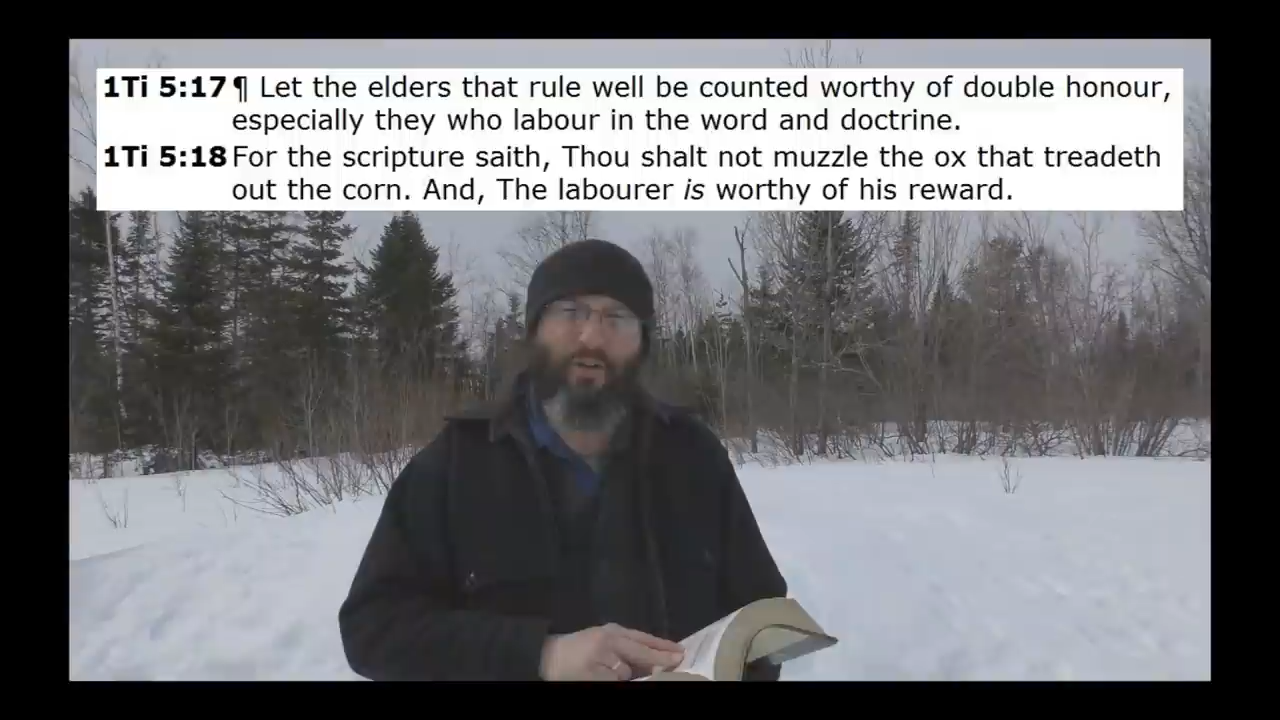 1Ti 5:17 ¶ Let the elders that rule well be counted worthy of double honour,
especially they who labour in the word and doctrine.
1Ti 5:18 For the scripture saith, Thou shalt not muzzle the ox that treadeth
out the corn. And, The labourer is worthy of his reward.